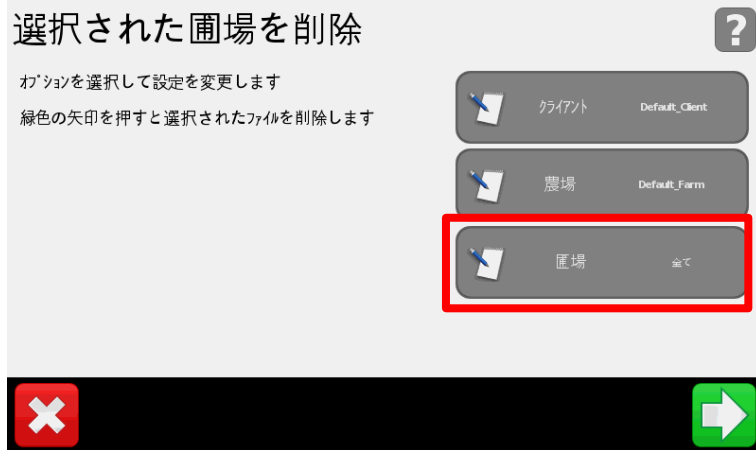 選択された圃場を削除
?
ｵﾌﾟｼｮﾝを選択して設定を変更します
緑色の矢印を押すと選択されたﾌｧｲﾙを削除します
ｸﾗｲｱﾝﾄ Default_Client
農場 Default_Farm
圃場 全て